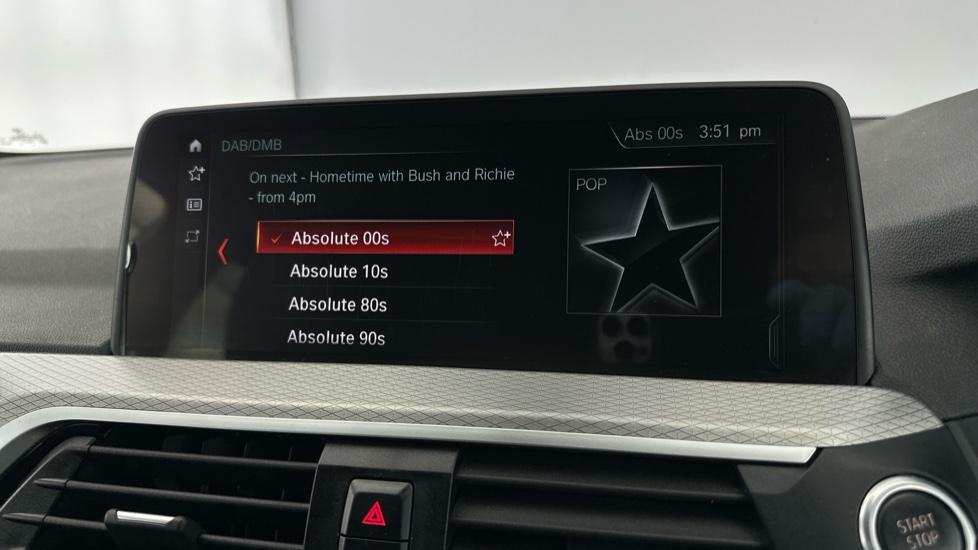 DAB/DMB
Abs 00s 3:51 pm
On next - Hometime with Bush and Richie
- from 4pm
POP
Absolute 00s
Absolute 10s
Absolute 80s
Absolute 90s
START
STOP